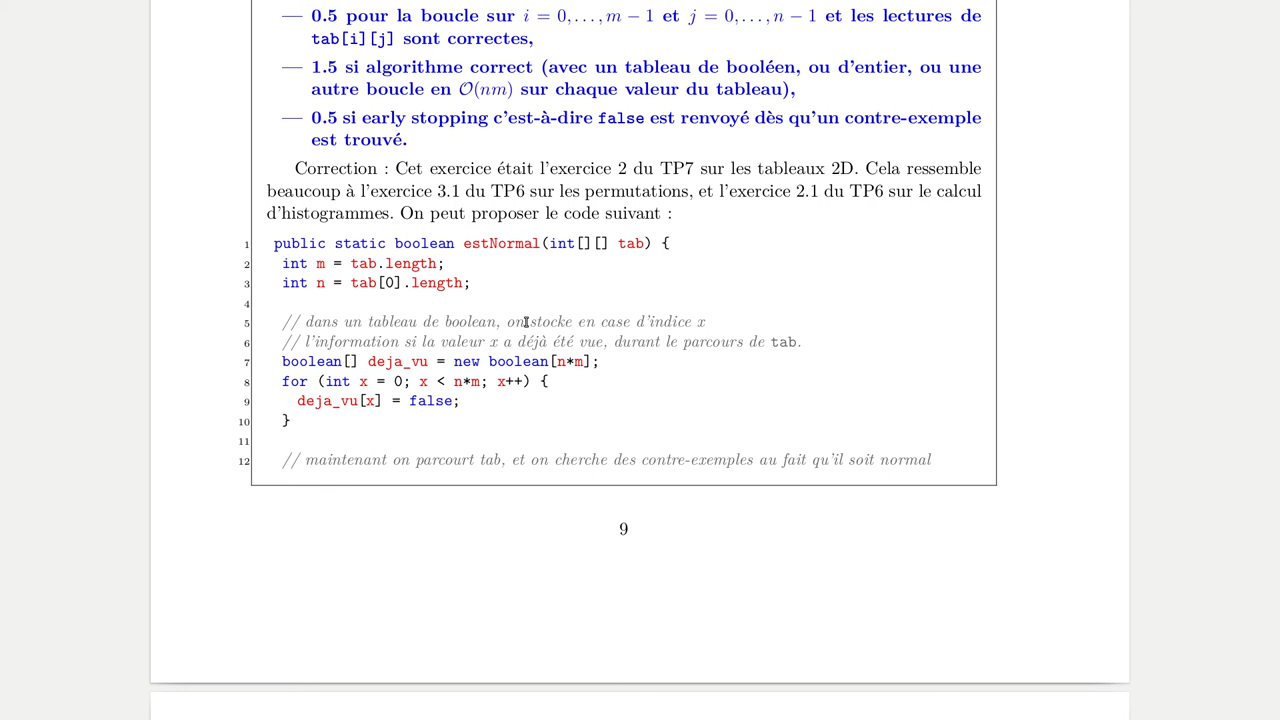 — 0.5 pour la boucle sur i = 0, . . . , m − 1 et j = 0, . . . , n − 1 et les lectures de
tab[i][j] sont correctes,
— 1.5 si algorithme correct (avec un tableau de booléen, ou d'entier, ou une
autre boucle en O(nm) sur chaque valeur du tableau),
— 0.5 si early stopping c'est-à-dire false est renvoyé dès qu'un contre-exemple
est trouvé.
Correction : Cet exercice était l'exercice 2 du TP7 sur les tableaux 2D. Cela ressemble
beaucoup à l'exercice 3.1 du TP6 sur les permutations, et l'exercice 2.1 du TP6 sur le calcul
d'histogrammes. On peut proposer le code suivant :
1 public static boolean estNormal(int[][] tab) {
2 int m = tab.length;
3 int n = tab[0].length;
4
5 // dans un tableau de boolean, on stocke en case d'indice x
6 // l'information si la valeur x a déjà été vue, durant le parcours de tab.
7 boolean[] deja_vu = new boolean[n*m];
8 for (int x = 0; x < n*m; x++) {
9 deja_vu[x] = false;
10 }
11
12 // maintenant on parcourt tab, et on cherche des contre-exemples au fait qu'il soit normal
9